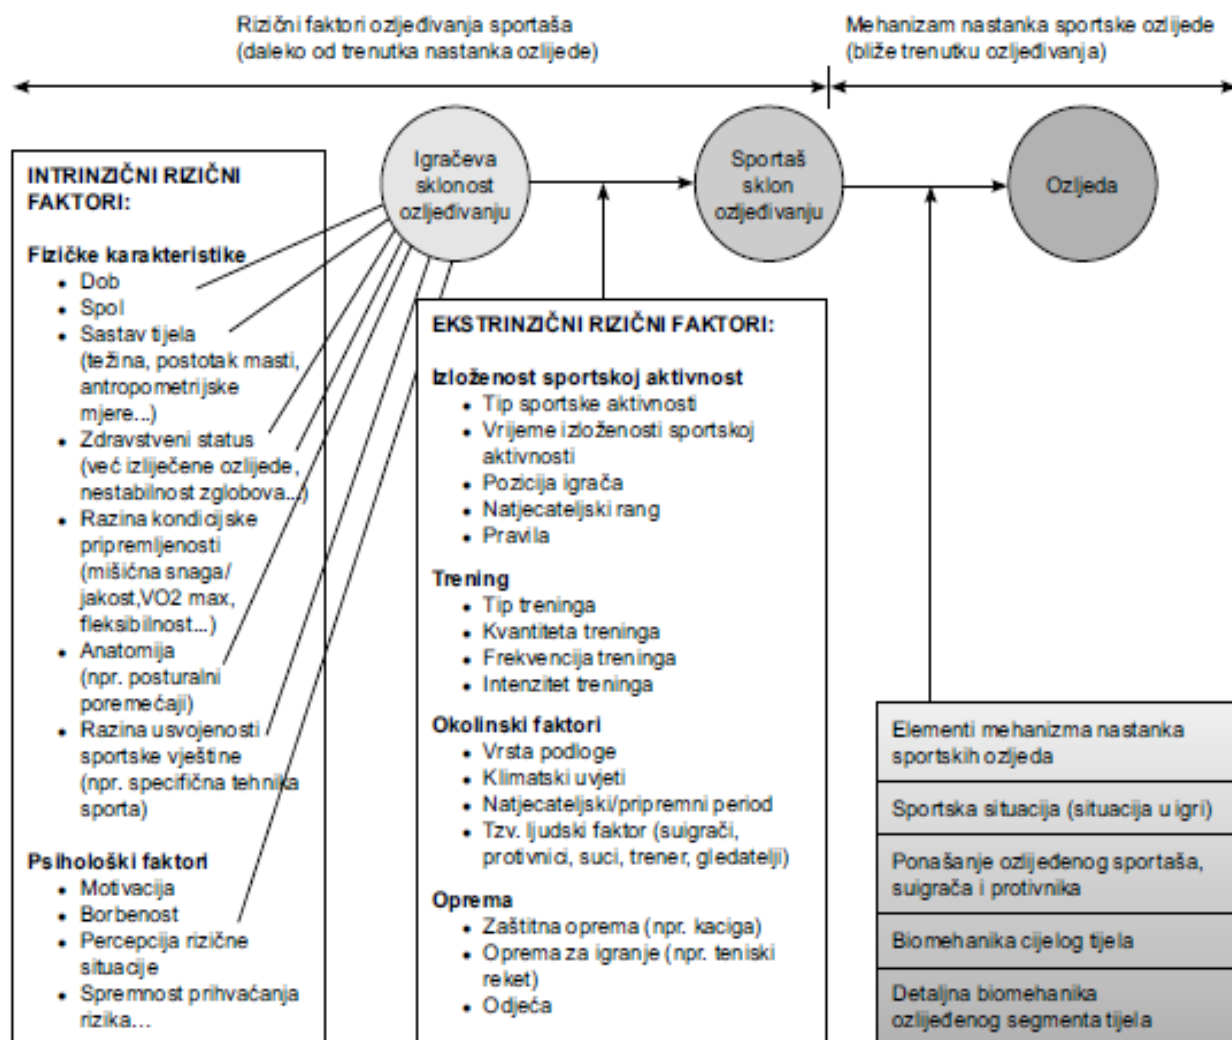 Rizični faktori ozljeđivanja sportaša
(daleko od trenutka nastanka ozlijede)
Mehanizam nastanka sportske ozlijede
(bliže trenutku ozljeđivanja)
Igračeva
sklonost
ozljeđivanju
Sportaš
sklon
ozljeđivanju
Ozljeda
INTRINZIČNI RIZIČNI
FAKTORI:
Fizičke karakteristike
• Dob
• Spol
• Sastav tijela
(težina, postotak masti,
antropometrijske
mjere...)
• Zdravstveni status
(već izliječene ozlijede,
nestabilnost zglobova...)
• Razina kondicijske
pripremljenosti
(mišićna snaga/
jakost,VO2 max,
fleksibilnost...)
• Anatomija
(npr. posturalni
poremećaji)
• Razina usvojenosti
sportske vještine
(npr. specifična tehnika
sporta)
Psihološki faktori
• Motivacija
• Borbenost
• Percepcija rizične
situacije
• Spremnost prihvaćanja
rizika...
EKSTRINZIČNI RIZIČNI FAKTORI:
Izloženost sportskoj aktivnost
• Tip sportske aktivnosti
• Vrijeme izloženosti sportskoj
aktivnosti
• Pozicija igrača
• Natjecateljski rang
• Pravila
Trening
• Tip treninga
• Kvantiteta treninga
• Frekvencija treninga
• Intenzitet treninga
Okolinski faktori
• Vrsta podloge
• Klimatski uvjeti
• Natjecateljski/pripremni period
• Tzv. ljudski faktor (suigrači,
protivnici, suci, trener, gledatelji)
Oprema
• Zaštitna oprema (npr. kaciga)
• Oprema za igranje (npr. teniski
reket)
• Odjeća
Elementi mehanizma nastanka
sportskih ozljeda
Sportska situacija (situacija u igri)
Ponašanje ozlijeđenog sportaša,
suigrača i protivnika
Biomehanika cijelog tijela
Detaljna biomehanika
ozlijeđenog segmenta tijela